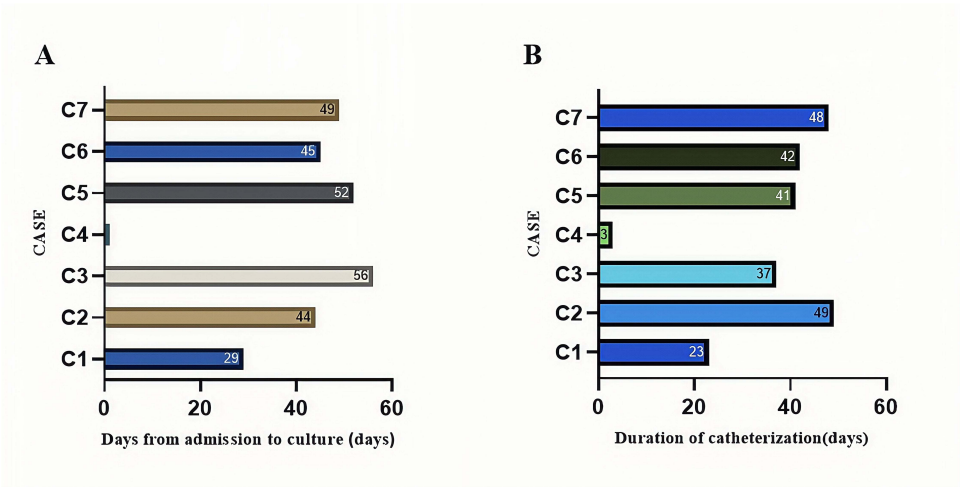 A
C7
49
C6
45
C5
52
C4
C3
56
C2
44
C1
29
CASE
0 20 40 60
Days from admission to culture (days)
B
C7
48
C6
42
C5
41
C4
3
C3
37
C2
49
C1
23
CASE
0 20 40 60
Duration of catheterization(days)